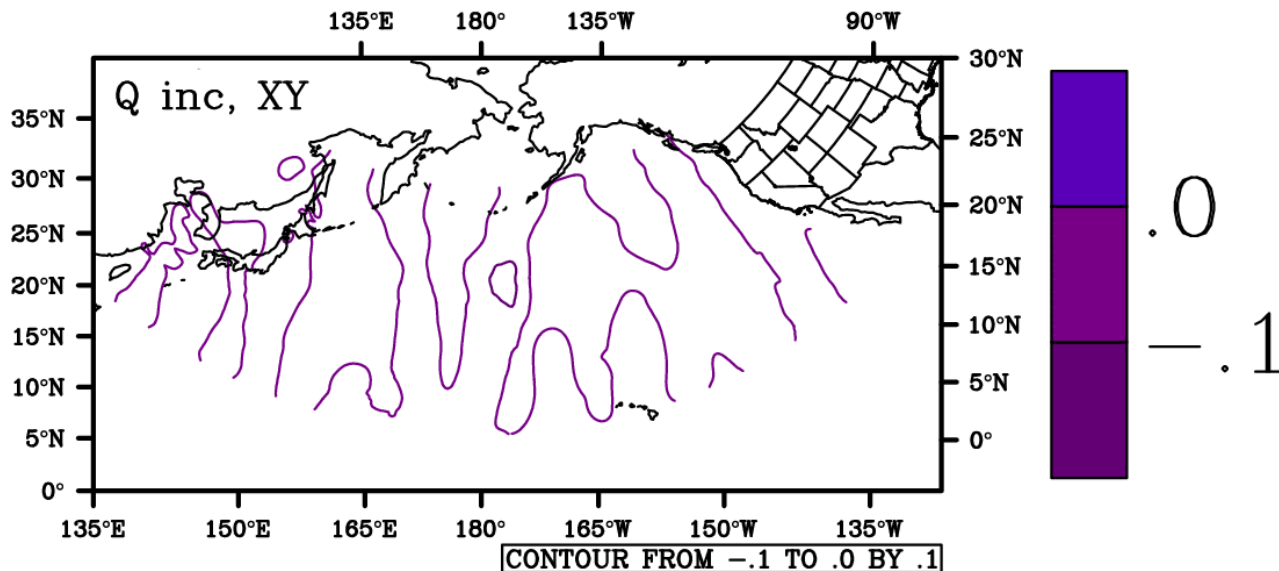 135°E 180° 135°W 90°W
Q inc, XY
30°N
35°N
25°N
30°N
20°N
25°N
15°N
20°N
10°N
15°N
5°N
10°N
0°
5°N
0°
135°E 150°E 165°E 180° 165°W 150°W 135°W
CONTOUR FROM -.1 TO .0 BY .1
.0
-.1